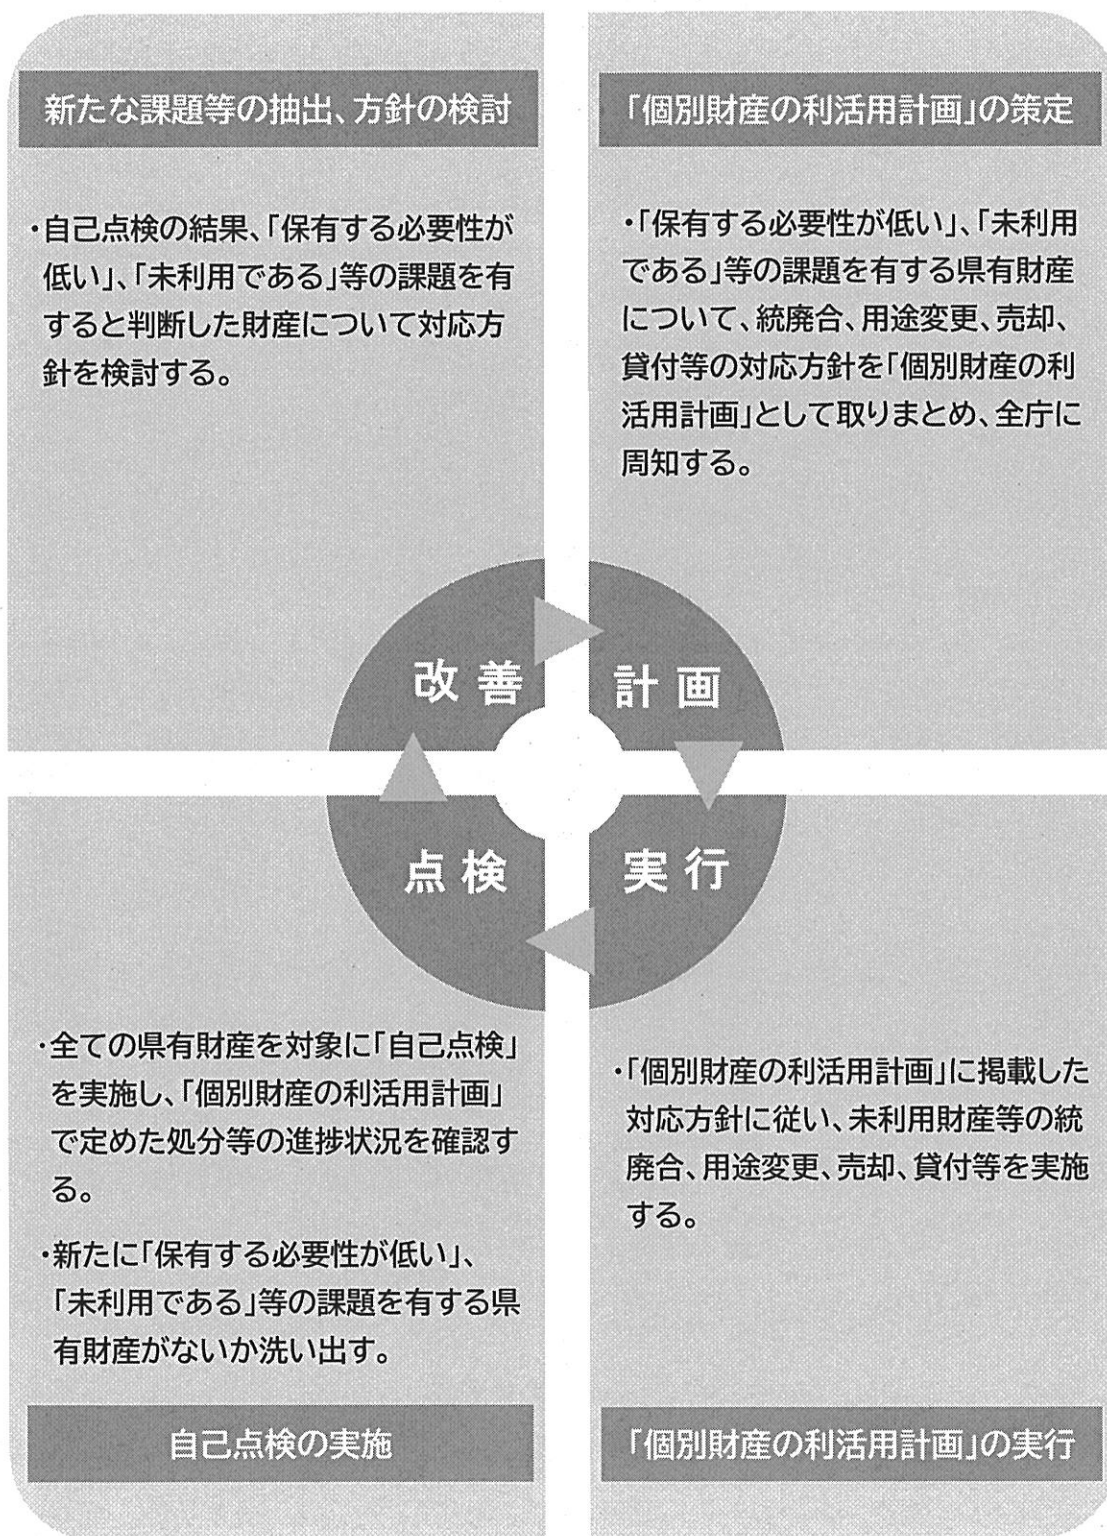 新たな課題等の抽出、方針の検討
・自己点検の結果、「保有する必要性が
低い」、「未利用である」等の課題を有
すると判断した財産について対応方
針を検討する。
「個別財産の利活用計画」の策定
・「保有する必要性が低い」、「未利用
である」等の課題を有する県有財産
について、統廃合、用途変更、売却、
貸付等の対応方針を「個別財産の利
活用計画」として取りまとめ、全庁に
周知する。
改善
計画
点検
実行
・全ての県有財産を対象に「自己点検」
を実施し、「個別財産の利活用計画」
で定めた処分等の進捗状況を確認す
る。
・新たに「保有する必要性が低い」、
「未利用である」等の課題を有する県
有財産がないか洗い出す。
自己点検の実施
・「個別財産の利活用計画」に掲載した
対応方針に従い、未利用財産等の統
廃合、用途変更、売却、貸付等を実施
する。
「個別財産の利活用計画」の実行